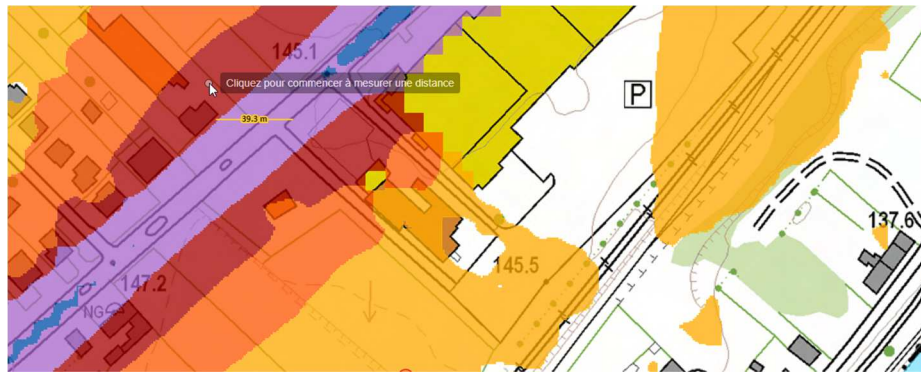 145.1
Cliquez pour commencer à mesurer une distance
P
39.3 m
137.6
145.5
147.2
NG